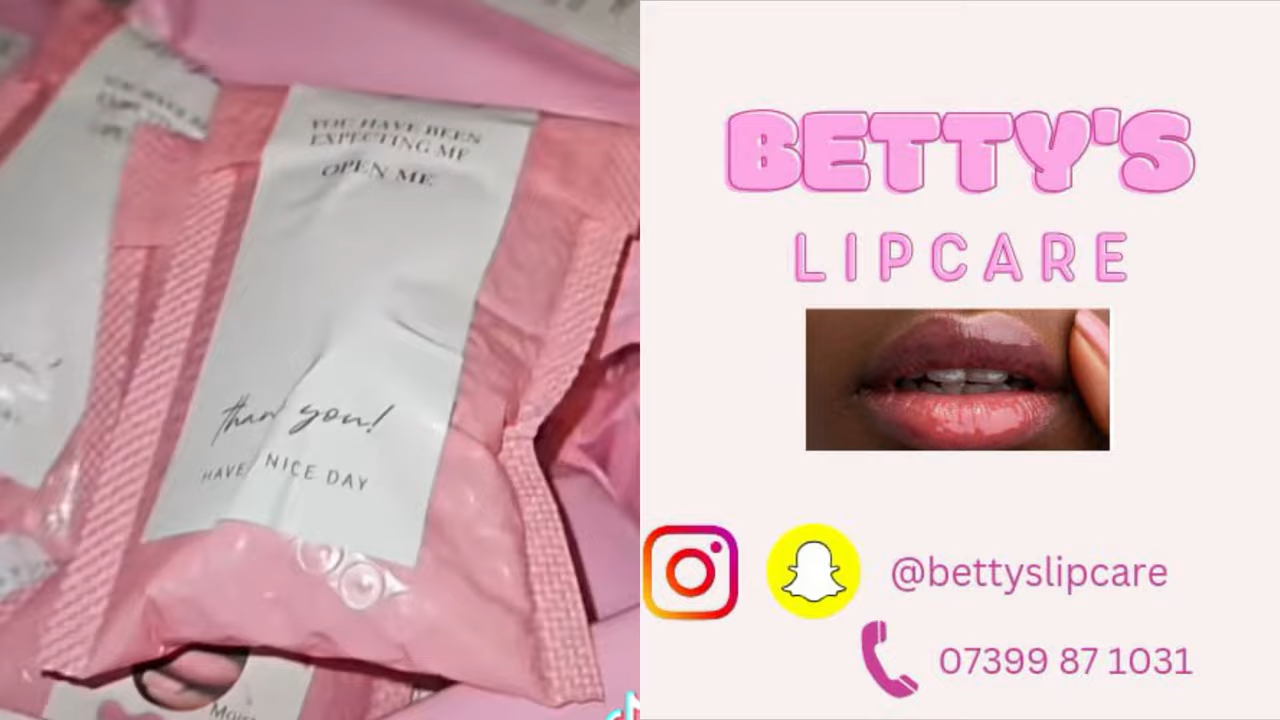 YOU HAVE BEEN
EXPECTING ME
OPEN ME
thank you!
HAVE NICE DAY
BETTY'S
LIPCARE
@bettyslipcare
07399 87 1031